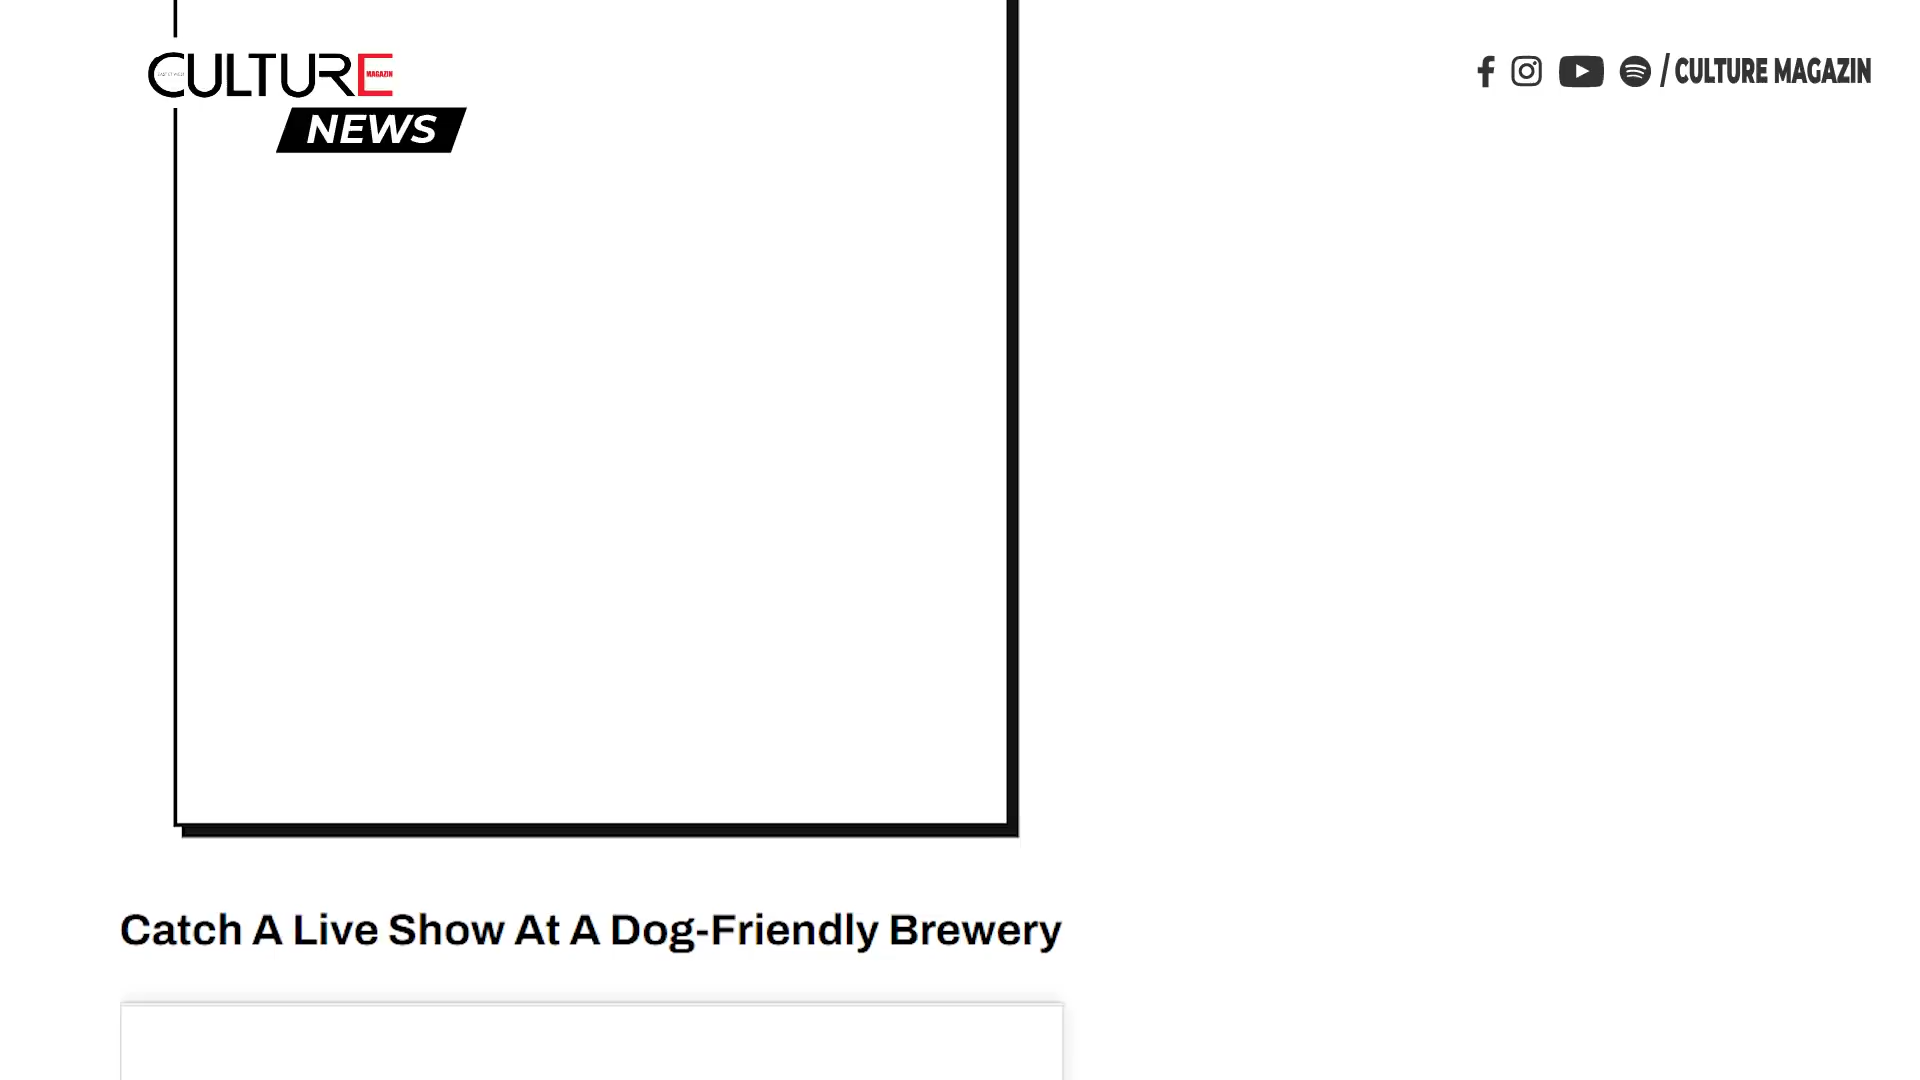 CULTURE
MAGAZIN
NEWS
/ CULTURE MAGAZIN
Catch A Live Show At A Dog-Friendly Brewery